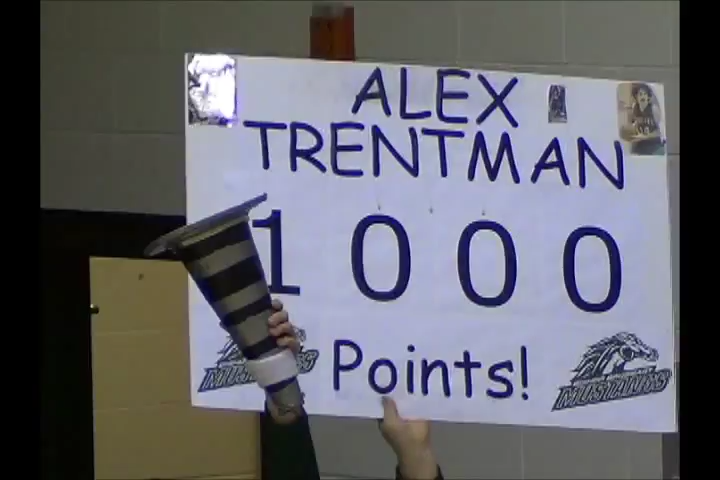 ALEX
TRENTMAN
1000
Points!
MUSTANGS
MUSTANGS